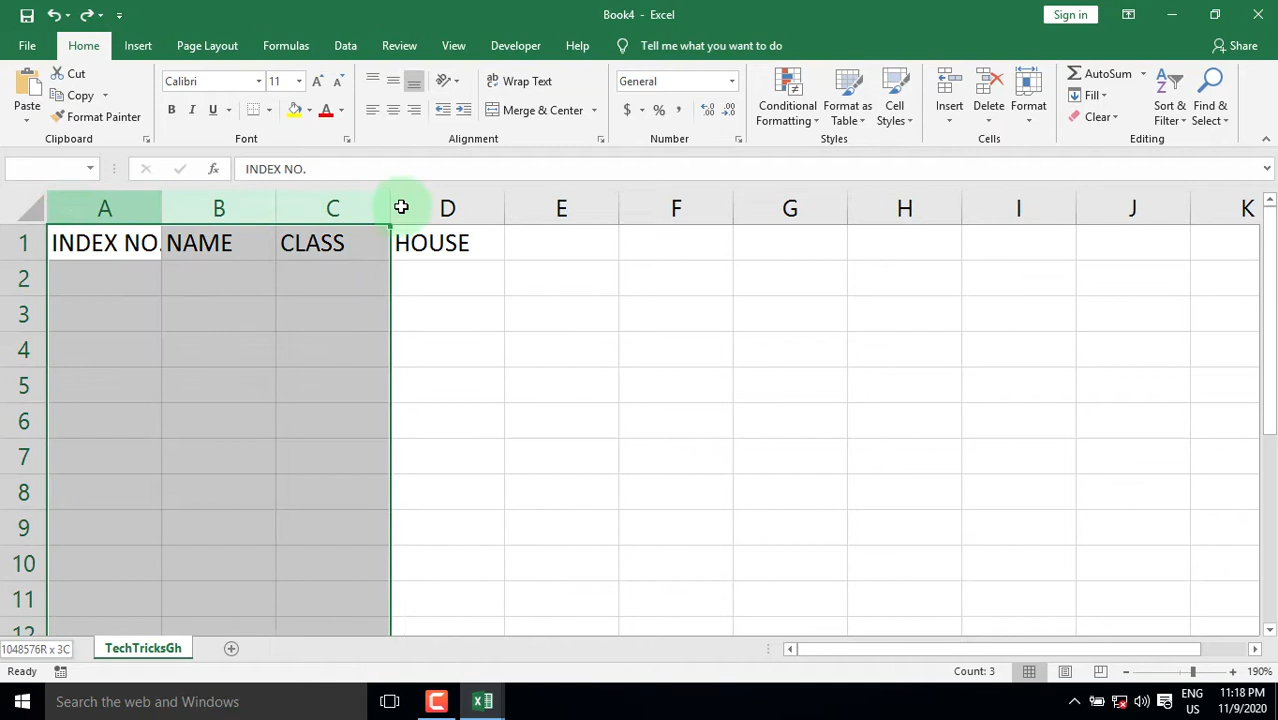 Book4 - Excel
Sign in
File Home Insert Page Layout Formulas Data Review View Developer Help Tell me what you want to do Share
Paste
Cut
Copy
Format Painter
Clipboard
Calibri 11
B I U
Font
Wrap Text
Merge & Center
Alignment
General
$ % ,
Number
Conditional Formatting
Format as Table
Cell Styles
Styles
Insert
Delete
Format
Cells
AutoSum
Fill
Clear
Sort & Filter
Find & Select
fx INDEX NO.
A B C D E F G H I J K
1 INDEX NO. NAME CLASS HOUSE
2
3
4
5
6
7
8
9
10
11
12
1048576R x 3C
TechTricksGh
Ready
Count: 3
190%
Search the web and Windows
ENG
US
11:18 PM
11/9/2020